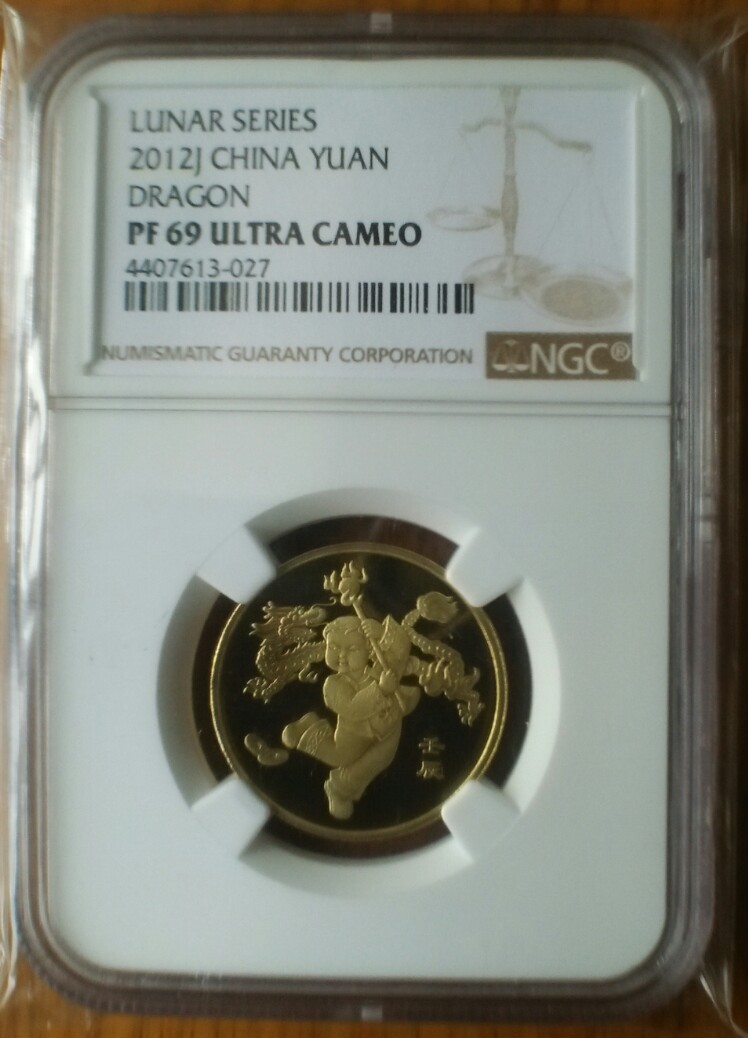 LUNAR SERIES
2012J CHINA YUAN
DRAGON
PF 69 ULTRA CAMEO
4407613-027
NUMISMATIC GUARANTY CORPORATION
NGC®
壬辰